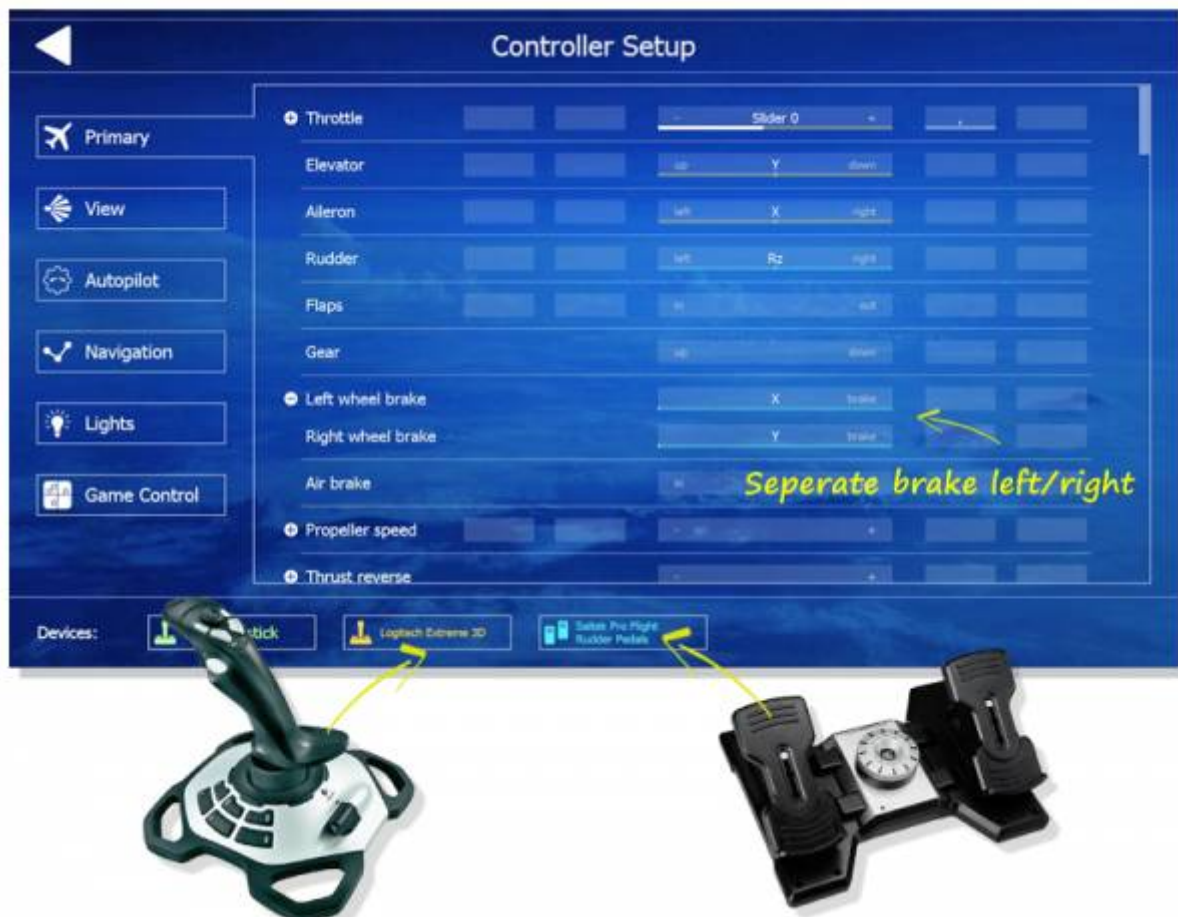 Controller Setup
Primary
View
Autopilot
Navigation
Lights
Game Control
Throttle - Slider 0 + ,
Elevator up Y down
Aileron left X right
Rudder left Rz right
Flaps in out
Gear up down
Left wheel brake X brake
Right wheel brake Y brake
Air brake in
Seperate brake left/right
Propeller speed - +
Thrust reverse - +
Devices:
stick
Logitech Extreme 3D
Saitek Pro Flight
Rudder Pedals